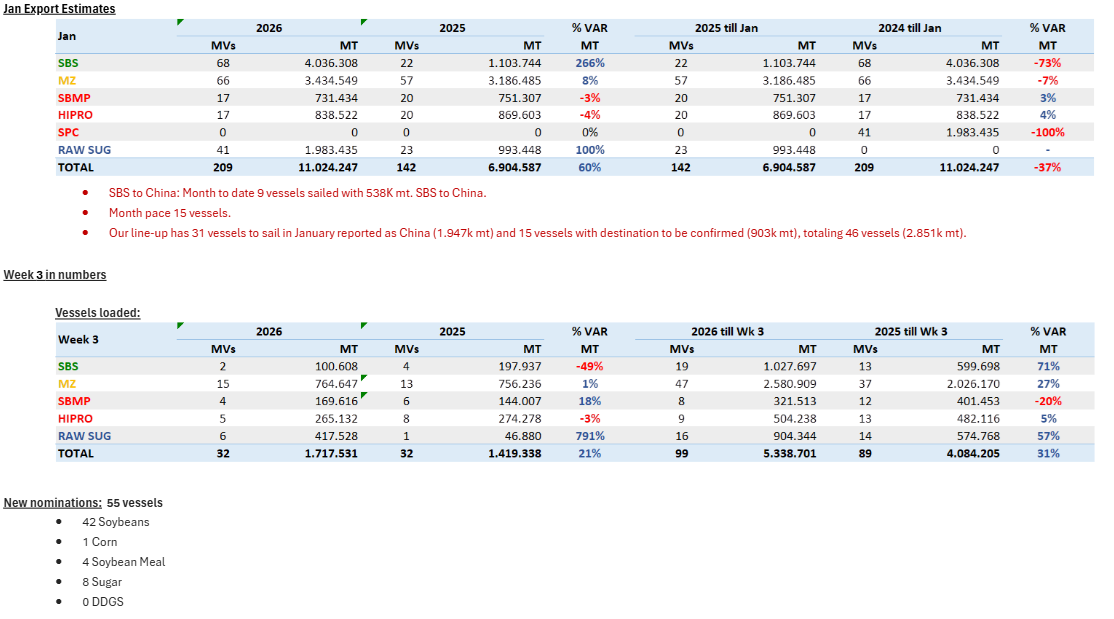 Jan Export Estimates
Jan 2026 2025 % VAR 2025 till Jan 2024 till Jan % VAR
MVs MT MVs MT MT MVs MT MVs MT MT
SBS 68 4.036.308 22 1.103.744 266% 22 1.103.744 68 4.036.308 -73%
MZ 66 3.434.549 57 3.186.485 8% 57 3.186.485 66 3.434.549 -7%
SBMP 17 731.434 20 751.307 -3% 20 751.307 17 731.434 3%
HIPRO 17 838.522 20 869.603 -4% 20 869.603 17 838.522 4%
SPC 0 0 0 0 0% 0 0 41 1.983.435 -100%
RAW SUG 41 1.983.435 23 993.448 100% 23 993.448 0 0 -
TOTAL 209 11.024.247 142 6.904.587 60% 142 6.904.587 209 11.024.247 -37%
• SBS to China: Month to date 9 vessels sailed with 538K mt. SBS to China.
• Month pace 15 vessels.
• Our line-up has 31 vessels to sail in January reported as China (1.947k mt) and 15 vessels with destination to be confirmed (903k mt), totaling 46 vessels (2.851k mt).
Week 3 in numbers
Vessels loaded:
Week 3 2026 2025 % VAR 2026 till Wk 3 2025 till Wk 3 % VAR
MVs MT MVs MT MT MVs MT MVs MT MT
SBS 2 100.608 4 197.937 -49% 19 1.027.697 13 599.698 71%
MZ 15 764.647 13 756.236 1% 47 2.580.909 37 2.026.170 27%
SBMP 4 169.616 6 144.007 18% 8 321.513 12 401.453 -20%
HIPRO 5 265.132 8 274.278 -3% 9 504.238 13 482.116 5%
RAW SUG 6 417.528 1 46.880 791% 16 904.344 14 574.768 57%
TOTAL 32 1.717.531 32 1.419.338 21% 99 5.338.701 89 4.084.205 31%
New nominations: 55 vessels
• 42 Soybeans
• 1 Corn
• 4 Soybean Meal
• 8 Sugar
• 0 DDGS